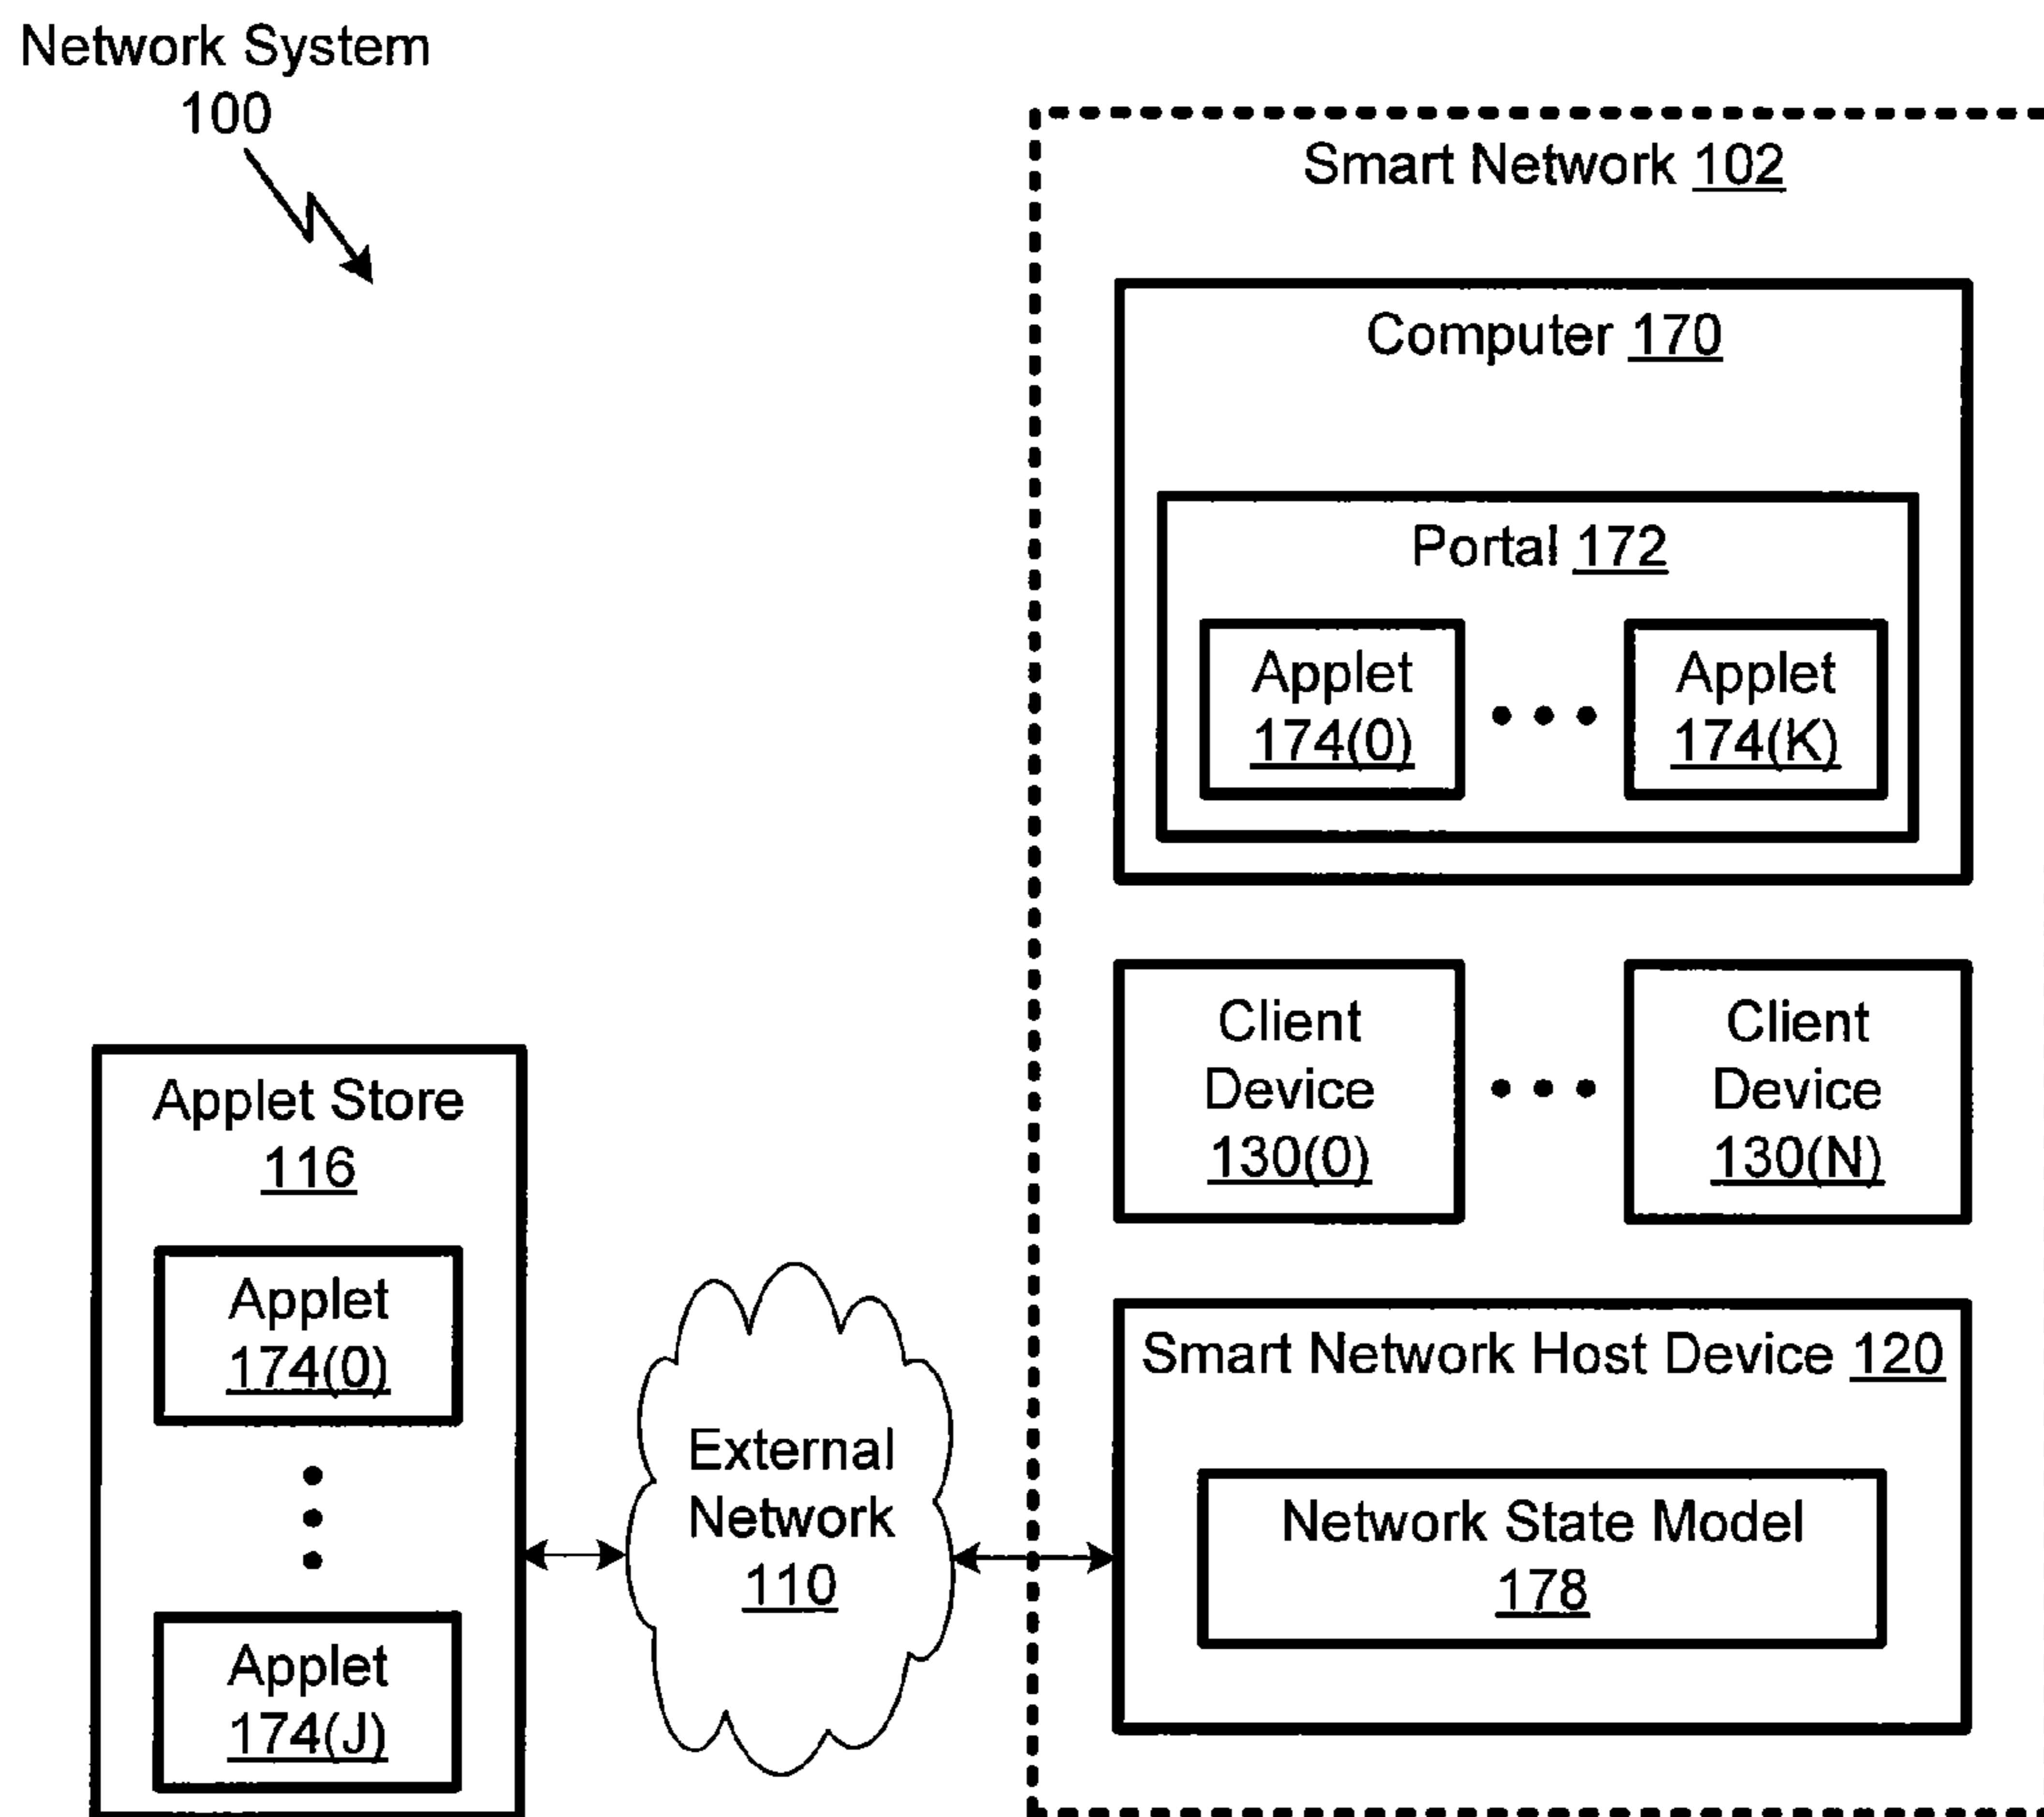 Network System
100
Smart Network 102
Computer 170
Portal 172
Applet
174(0)
Applet
174(K)
Client
Device
130(0)
Client
Device
130(N)
Applet Store
116
Applet
174(0)
Applet
174(J)
External
Network
110
Smart Network Host Device 120
Network State Model
178